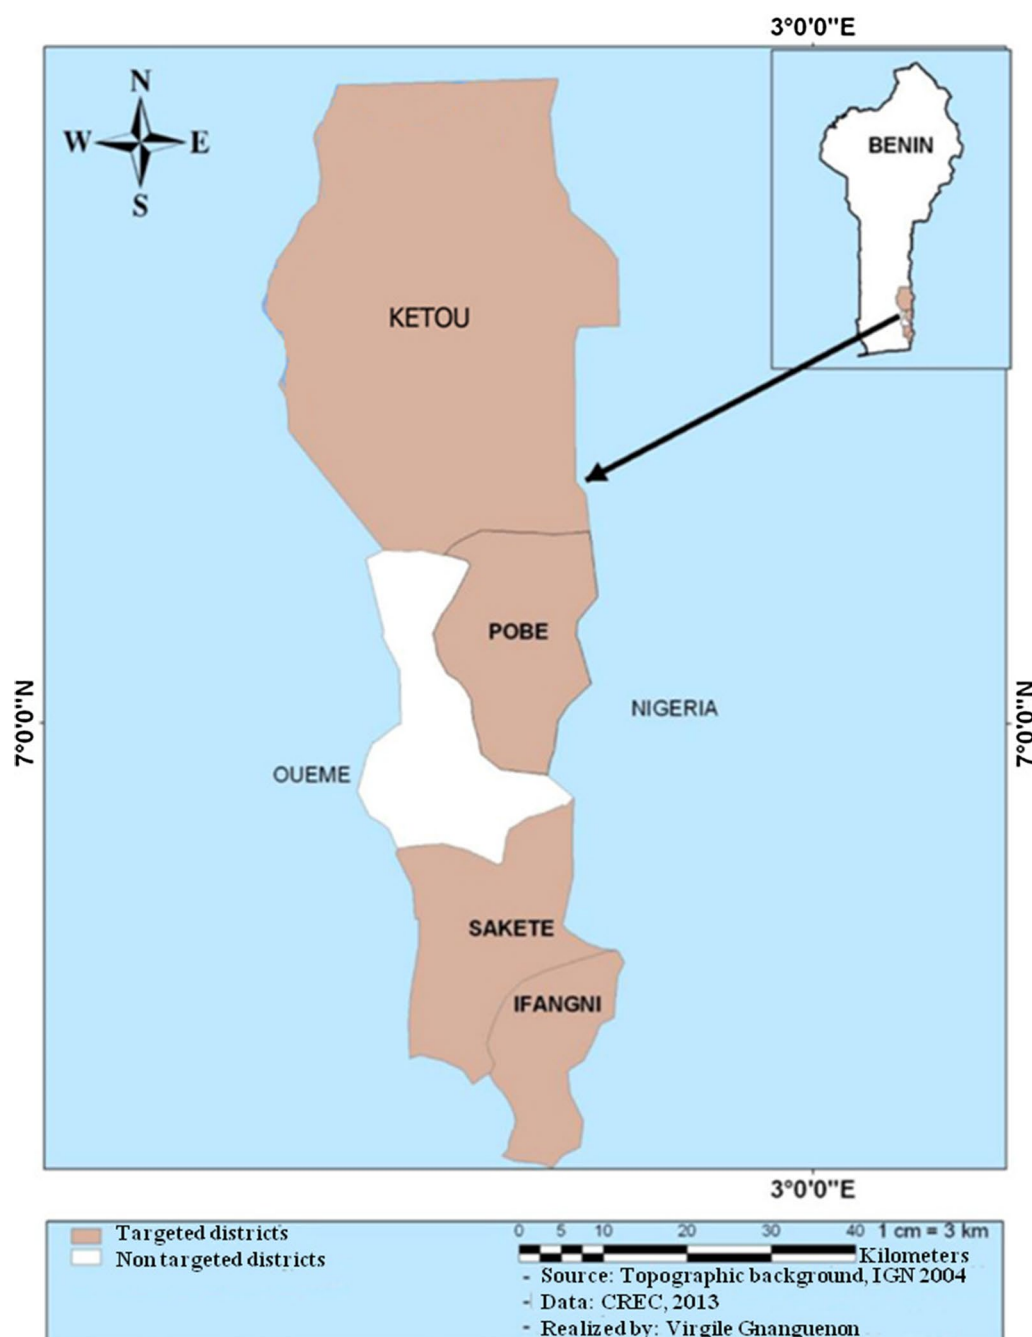 3°0'0"E
N
W E
S
BENIN
KETOU
POBE
7°0'0"N
NIGERIA
7°0'0"N
OUEME
SAKETE
IFANGNI
3°0'0"E
Targeted districts
Non targeted districts
0 5 10 20 30 40 1 cm = 3 km
Kilometers
- Source: Topographic background, IGN 2004
- Data: CREC, 2013
- Realized by: Virgile Gnanguenon